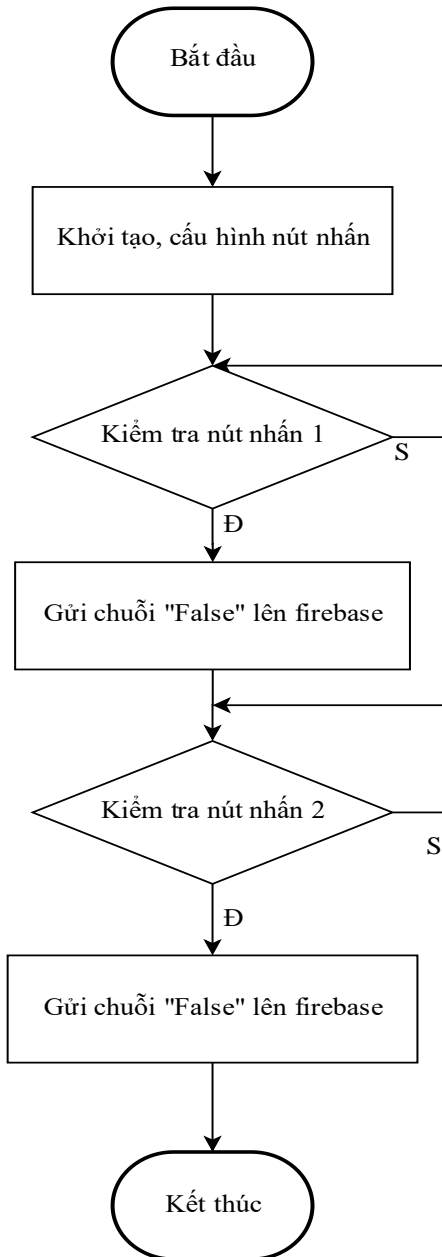 Bắt đầu
Khởi tạo, cấu hình nút nhấn
Kiểm tra nút nhấn 1
S
Đ
Gửi chuỗi "False" lên firebase
Kiểm tra nút nhấn 2
S
Đ
Gửi chuỗi "False" lên firebase
Kết thúc